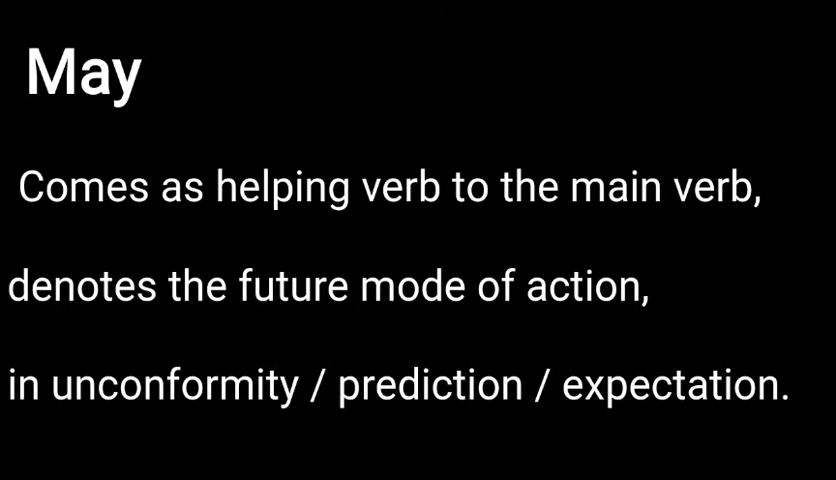 May
Comes as helping verb to the main verb,
denotes the future mode of action,
in unconformity / prediction / expectation.